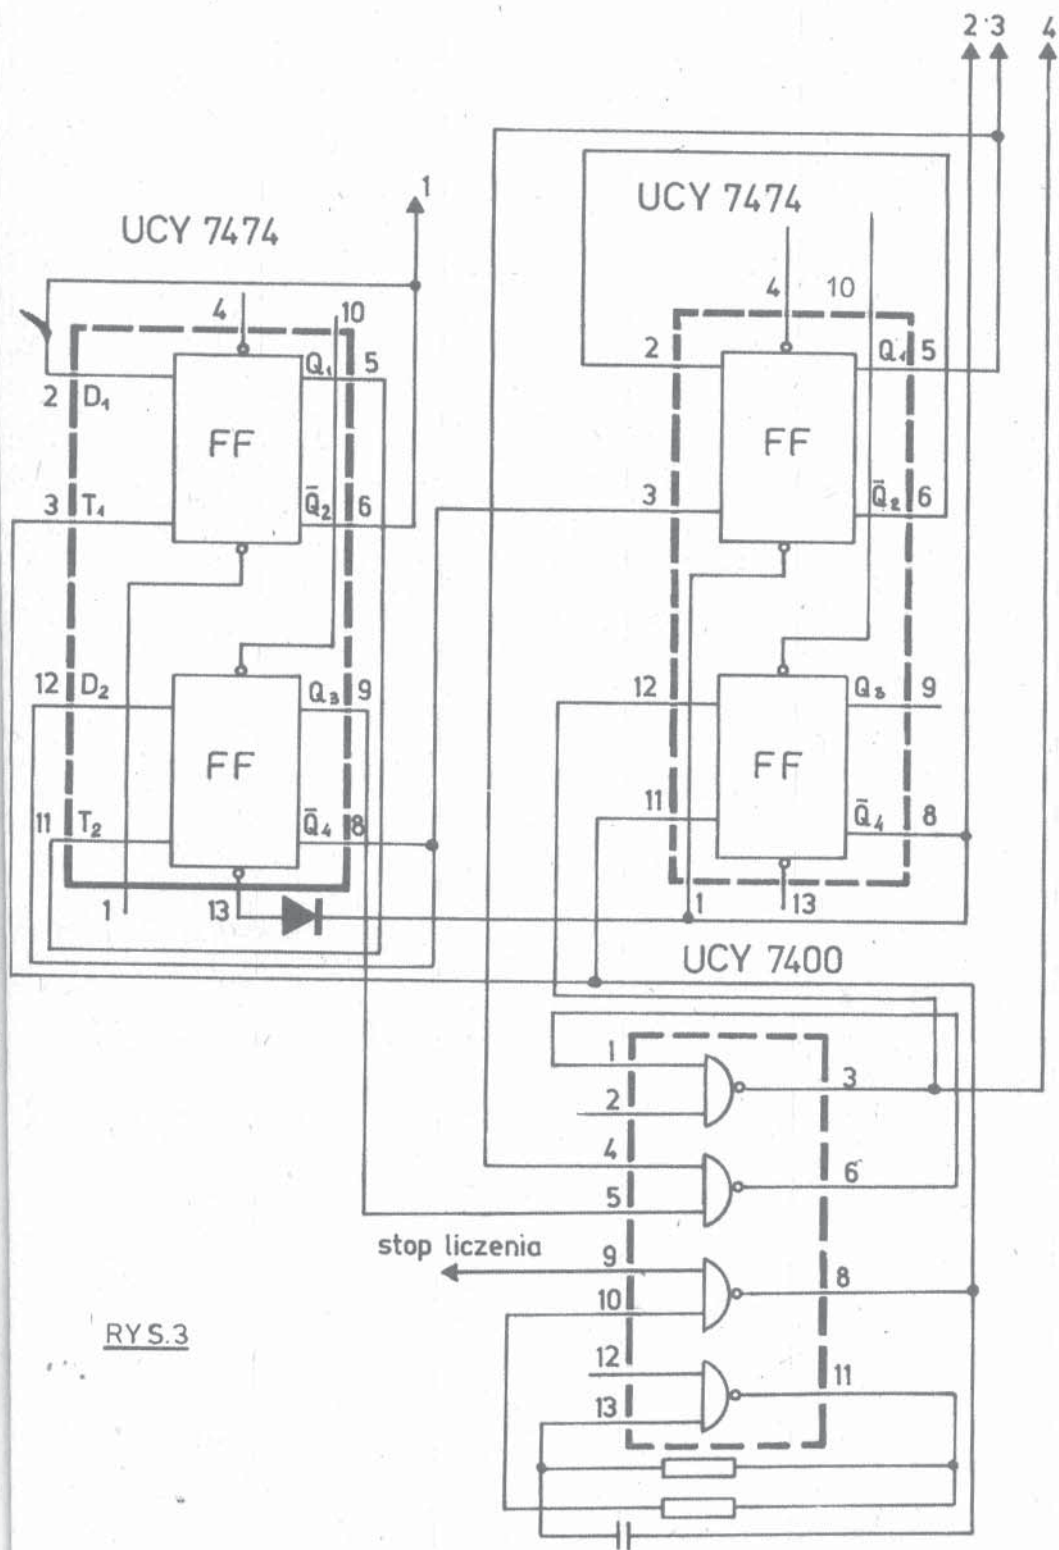 2 3 4
1
UCY 7474
UCY 7474
4 10
4 10
Q₁ 5
2 D₁
FF
2
Q₁ 5
FF
3 T₁
Q̄₂ 6
3
Q̄₂ 6
12 D₂
Q₃ 9
FF
12
Q₃ 9
FF
11 T₂
Q̄₄ 8
11
Q̄₄ 8
1 13
1 13
UCY 7400
1
2
3
4
5
6
stop liczenia
9
10
8
RYS.3
12
13
11